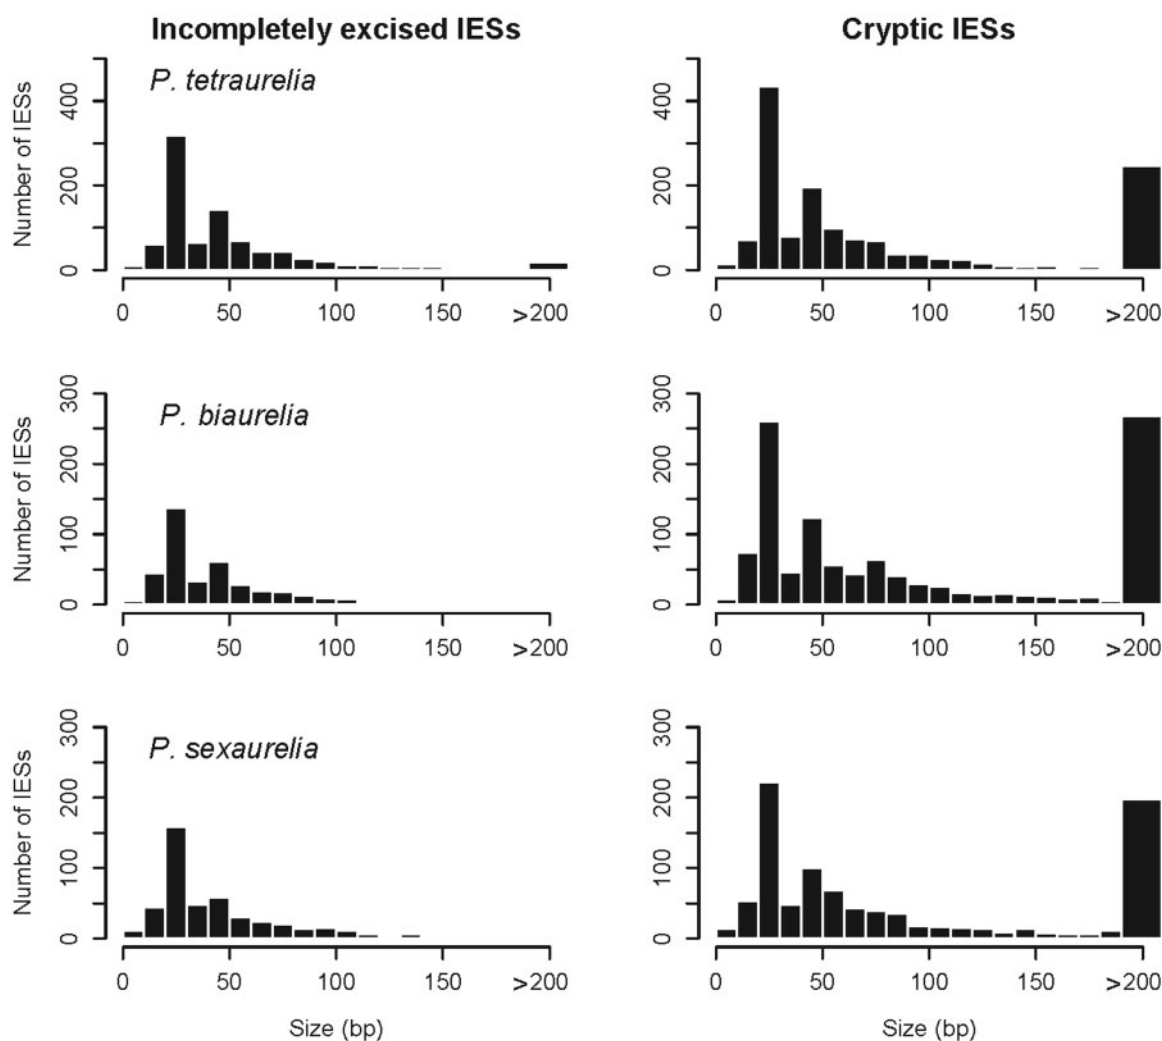 Incompletely excised IESs Cryptic IESs
P. tetraurelia
Number of IESs
0 200 400
0 200 400
0 50 100 150 >200
0 50 100 150 >200
P. biaurelia
Number of IESs
0 100 200 300
0 100 200 300
0 50 100 150 >200
0 50 100 150 >200
P. sexaurelia
Number of IESs
0 100 200 300
0 100 200 300
0 50 100 150 >200
0 50 100 150 >200
Size (bp) Size (bp)